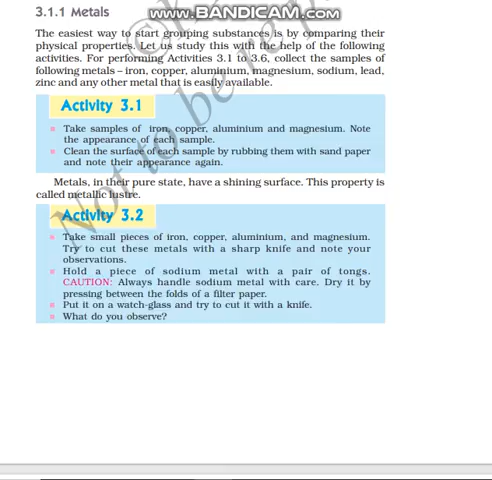 3.1.1 Metals
www.BANDICAM.com
The easiest way to start grouping substances is by comparing their
physical properties. Let us study this with the help of the following
activities. For performing Activities 3.1 to 3.6, collect the samples of
following metals – iron, copper, aluminium, magnesium, sodium, lead,
zinc and any other metal that is easily available.
Activity 3.1
Take samples of iron, copper, aluminium and magnesium. Note
the appearance of each sample.
Clean the surface of each sample by rubbing them with sand paper
and note their appearance again.
Metals, in their pure state, have a shining surface. This property is
called metallic lustre.
Activity 3.2
Take small pieces of iron, copper, aluminium, and magnesium.
Try to cut these metals with a sharp knife and note your
observations.
Hold a piece of sodium metal with a pair of tongs.
CAUTION: Always handle sodium metal with care. Dry it by
pressing between the folds of a filter paper.
Put it on a watch-glass and try to cut it with a knife.
What do you observe?
Not to be rep